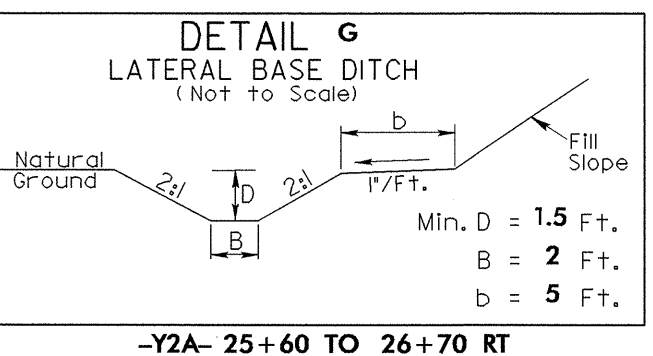 DETAIL G
LATERAL BASE DITCH
(Not to Scale)
b
Natural
Ground
2:1
D
2:1
1"/Ft.
Fill
Slope
B
Min. D = 1.5 Ft.
B = 2 Ft.
b = 5 Ft.
-Y2A- 25+60 TO 26+70 RT